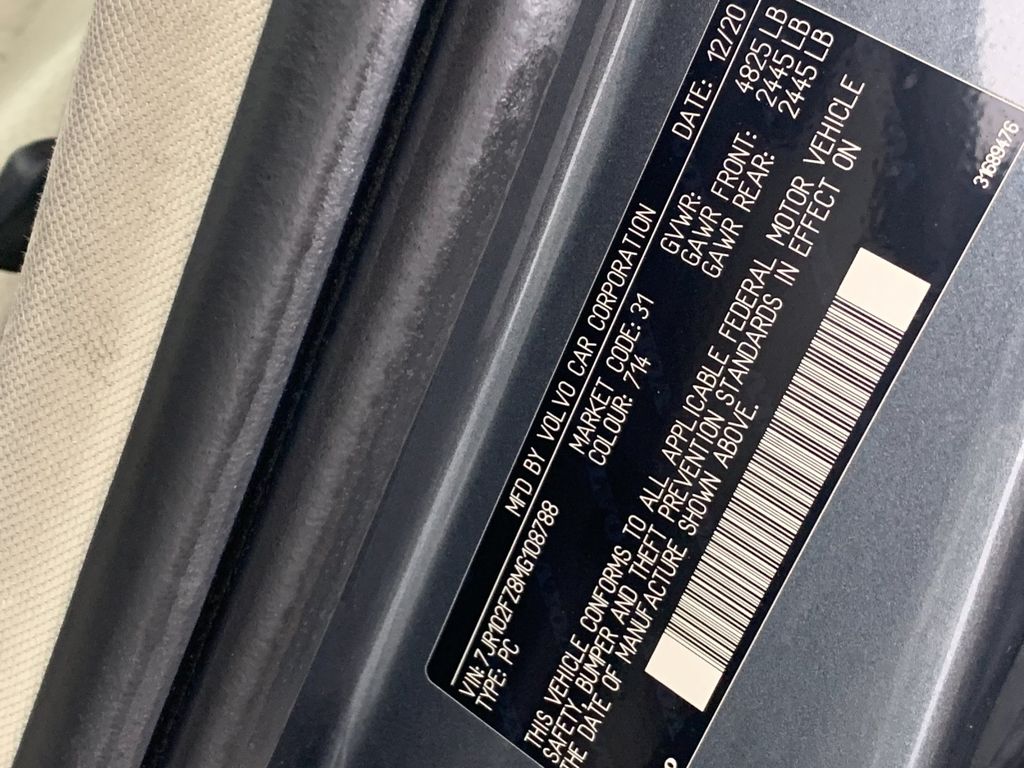 MFD BY VOLVO CAR CORPORATION DATE: 12/20
VIN: 7JR102FZ8MG108788
TYPE: PC
MARKET CODE: 31
COLOUR: 714
GVWR: 4825 LB
GAWR FRONT: 2445 LB
GAWR REAR: 2445 LB
THIS VEHICLE CONFORMS TO ALL APPLICABLE FEDERAL MOTOR VEHICLE
SAFETY, BUMPER AND THEFT PREVENTION STANDARDS IN EFFECT ON
THE DATE OF MANUFACTURE SHOWN ABOVE.
31689476